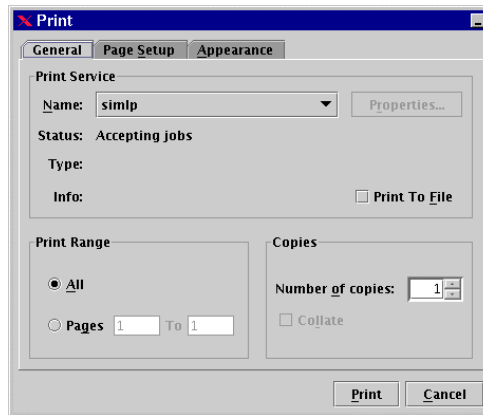 Print
General Page Setup Appearance
Print Service
Name: simlp Properties...
Status: Accepting jobs
Type:
Info: Print To File
Print Range
All
Pages 1 To 1
Copies
Number of copies: 1
Collate
Print Cancel